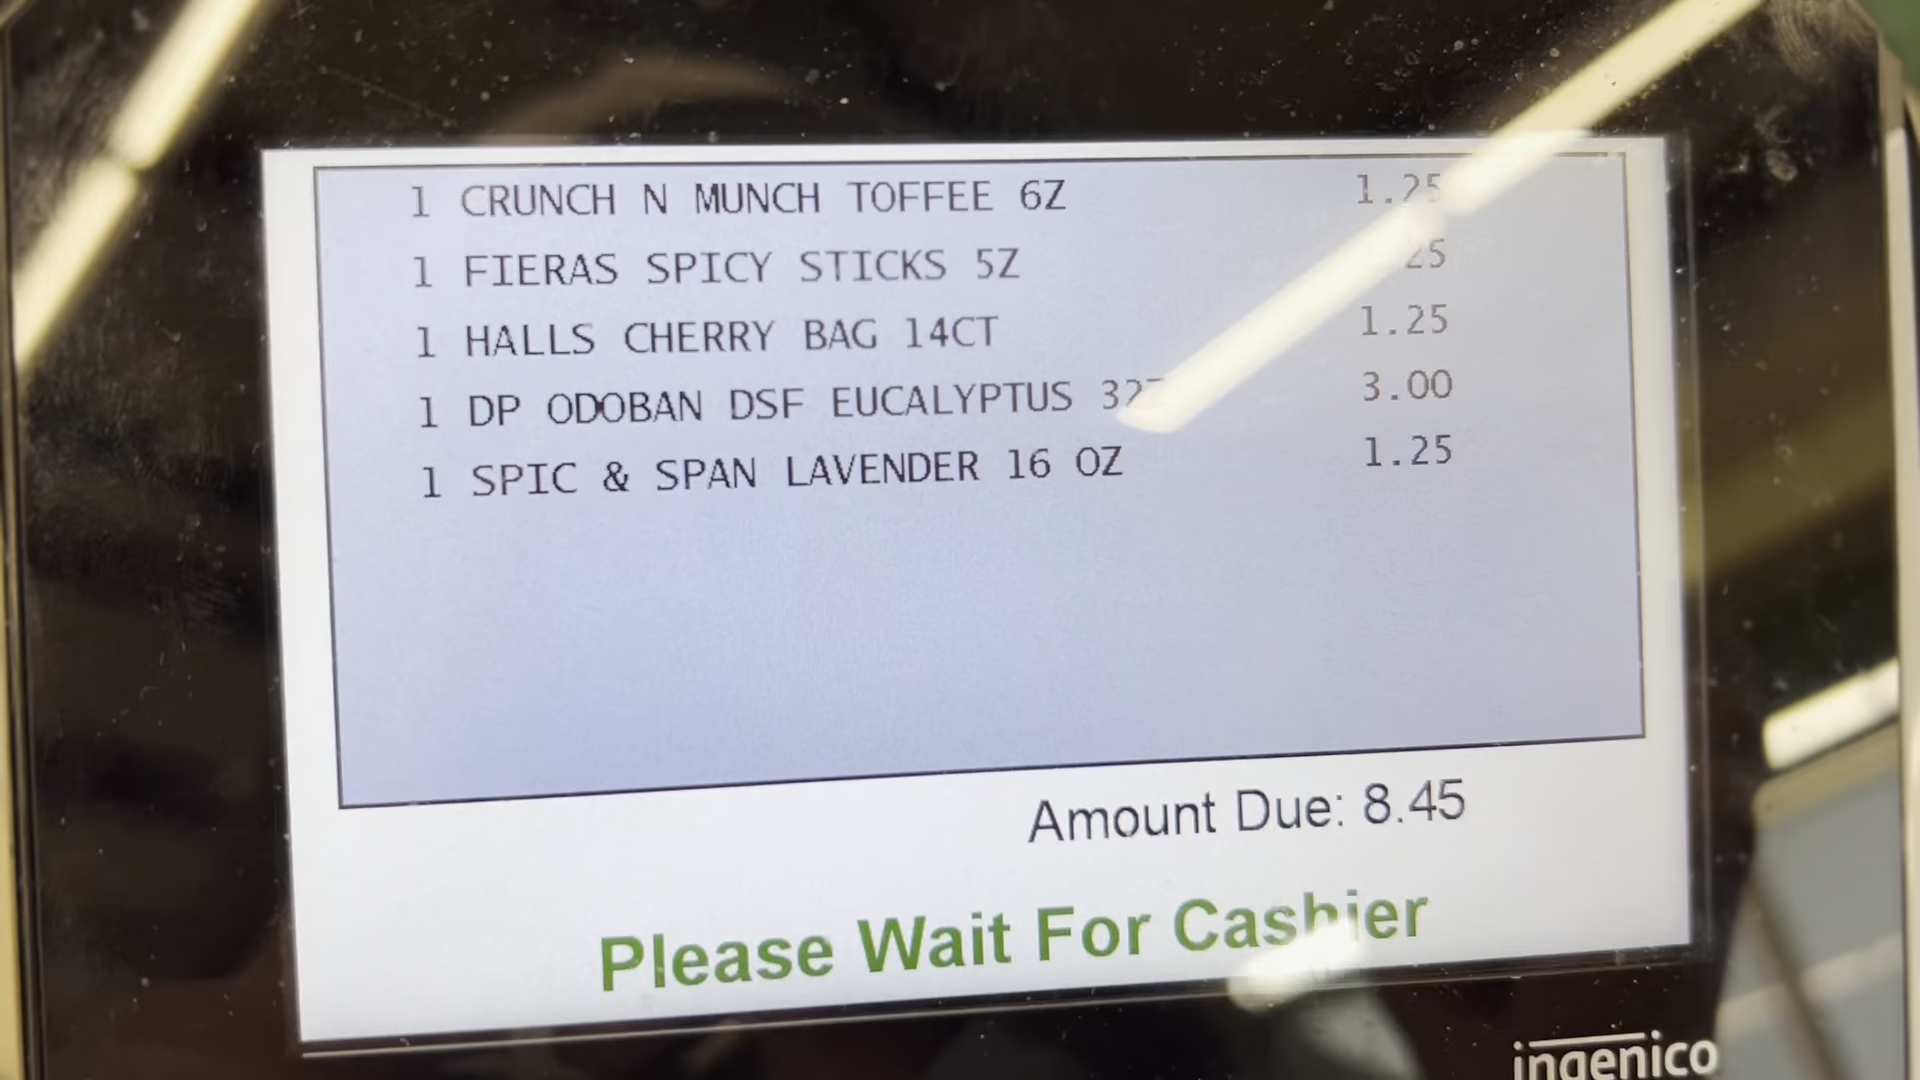 1 CRUNCH N MUNCH TOFFEE 6Z 1.25
1 FIERAS SPICY STICKS 5Z
1 HALLS CHERRY BAG 14CT 1.25
1 DP ODOBAN DSF EUCALYPTUS 32Z 3.00
1 SPIC & SPAN LAVENDER 16 OZ 1.25
Amount Due: 8.45
Please Wait For Cashier
ingenico